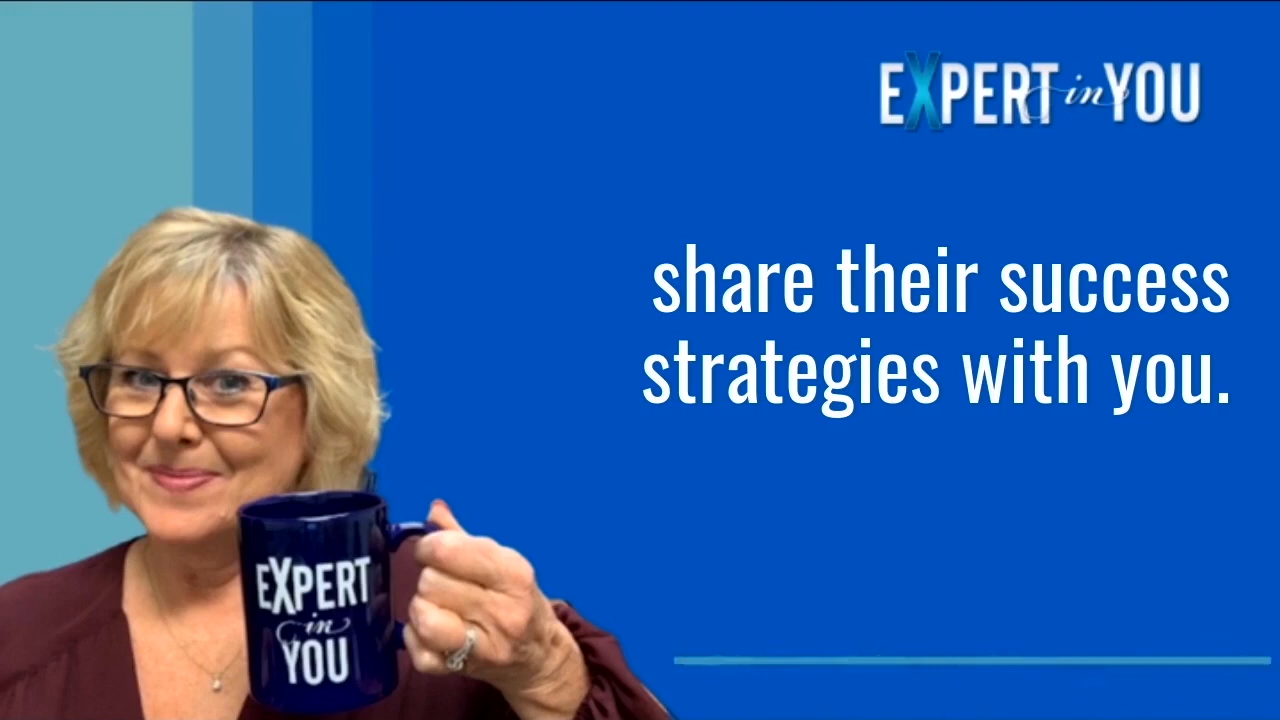 EXPERT in YOU
share their success
strategies with you.
EXPERT
in
YOU